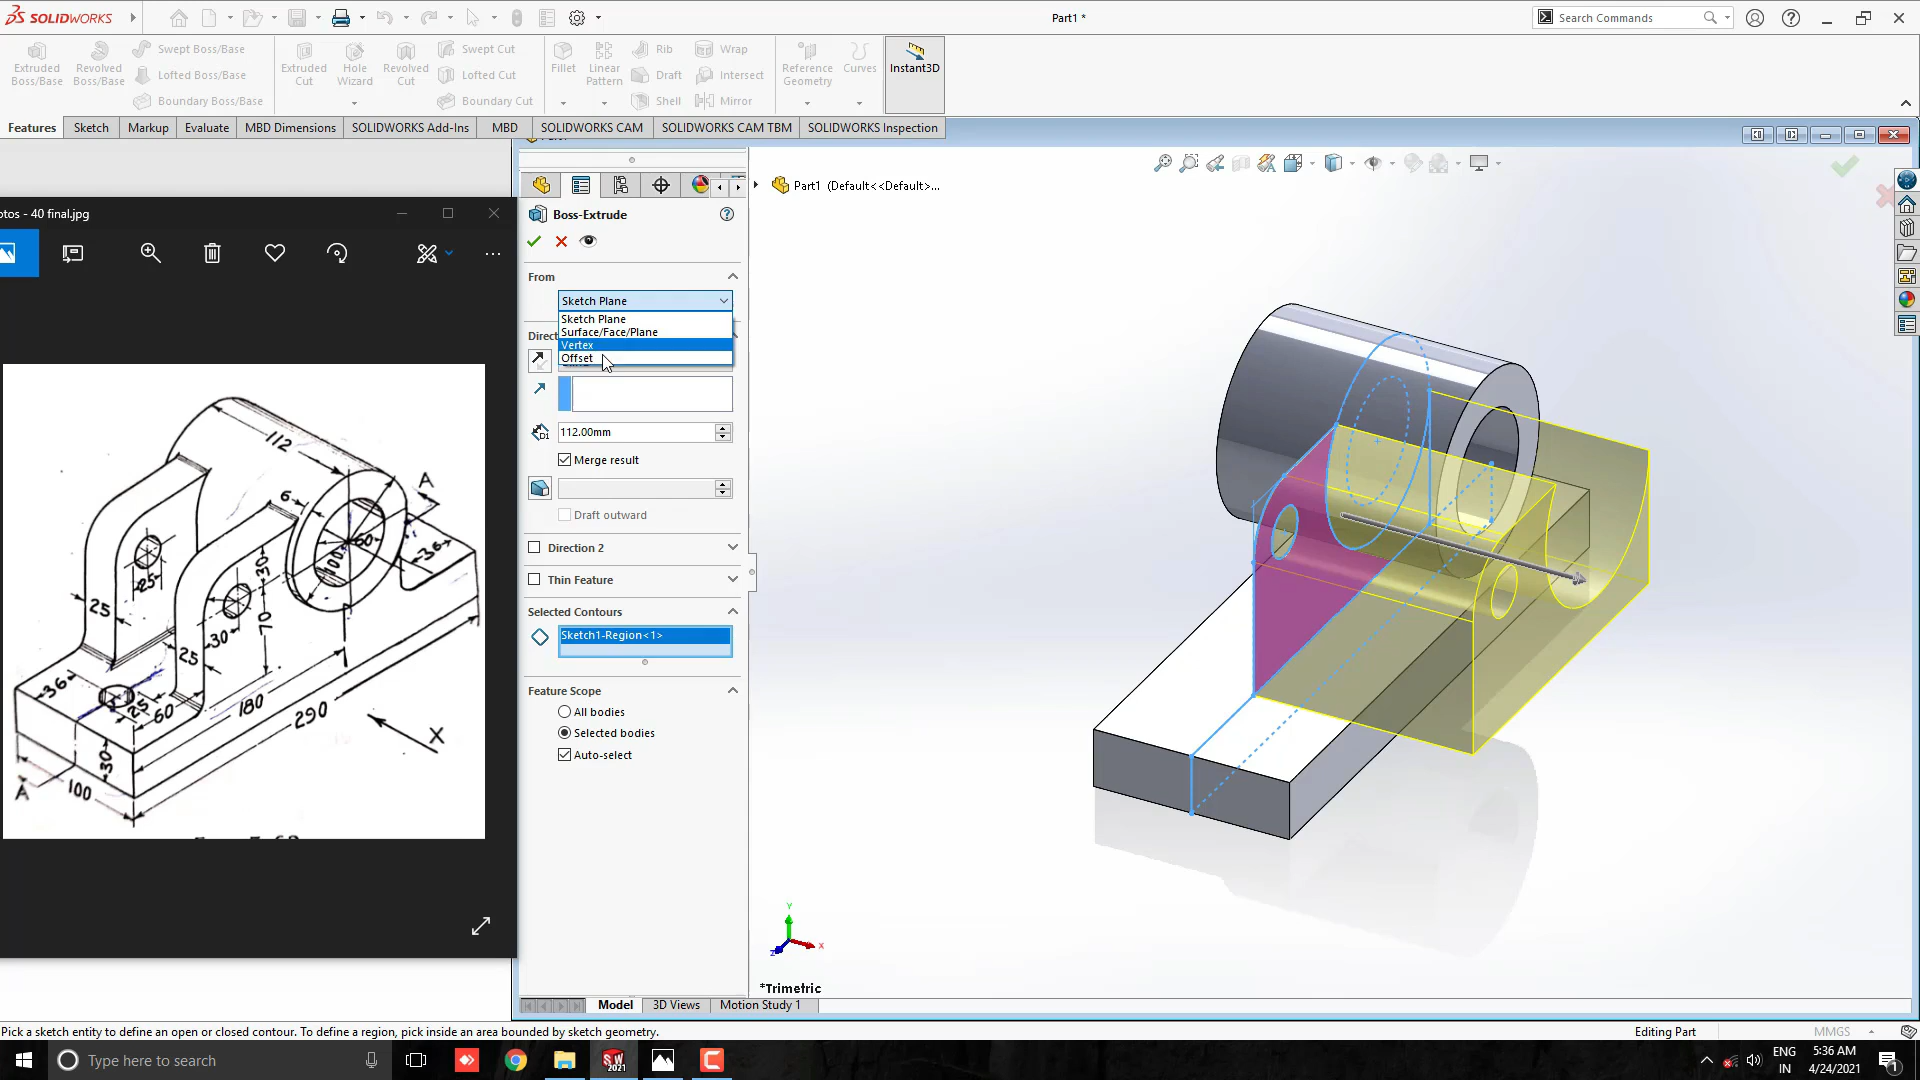 SOLIDWORKS
Part1 *
Search Commands
Extruded Boss/Base
Revolved Boss/Base
Swept Boss/Base
Lofted Boss/Base
Boundary Boss/Base
Extruded Cut
Hole Wizard
Revolved Cut
Swept Cut
Lofted Cut
Boundary Cut
Fillet
Linear Pattern
Rib
Draft
Shell
Wrap
Intersect
Mirror
Reference Geometry
Curves
Instant3D
Features
Sketch
Markup
Evaluate
MBD Dimensions
SOLIDWORKS Add-Ins
MBD
SOLIDWORKS CAM
SOLIDWORKS CAM TBM
SOLIDWORKS Inspection
otos - 40 final.jpg
112
A
6
60
100
36
30
25
25
70
30
25
36
25
60
180
290
X
30
100
A
Boss-Extrude
From
Sketch Plane
Sketch Plane
Surface/Face/Plane
Vertex
Offset
Direct
112.00mm
Merge result
Draft outward
Direction 2
Thin Feature
Selected Contours
Sketch1-Region<1>
Feature Scope
All bodies
Selected bodies
Auto-select
Part1 (Default<<Default>...
Y
X
Z
*Trimetric
Model
3D Views
Motion Study 1
Pick a sketch entity to define an open or closed contour. To define a region, pick inside an area bounded by sketch geometry.
Editing Part
MMGS
Type here to search
SW
2021
ENG
IN
5:36 AM
4/24/2021
1